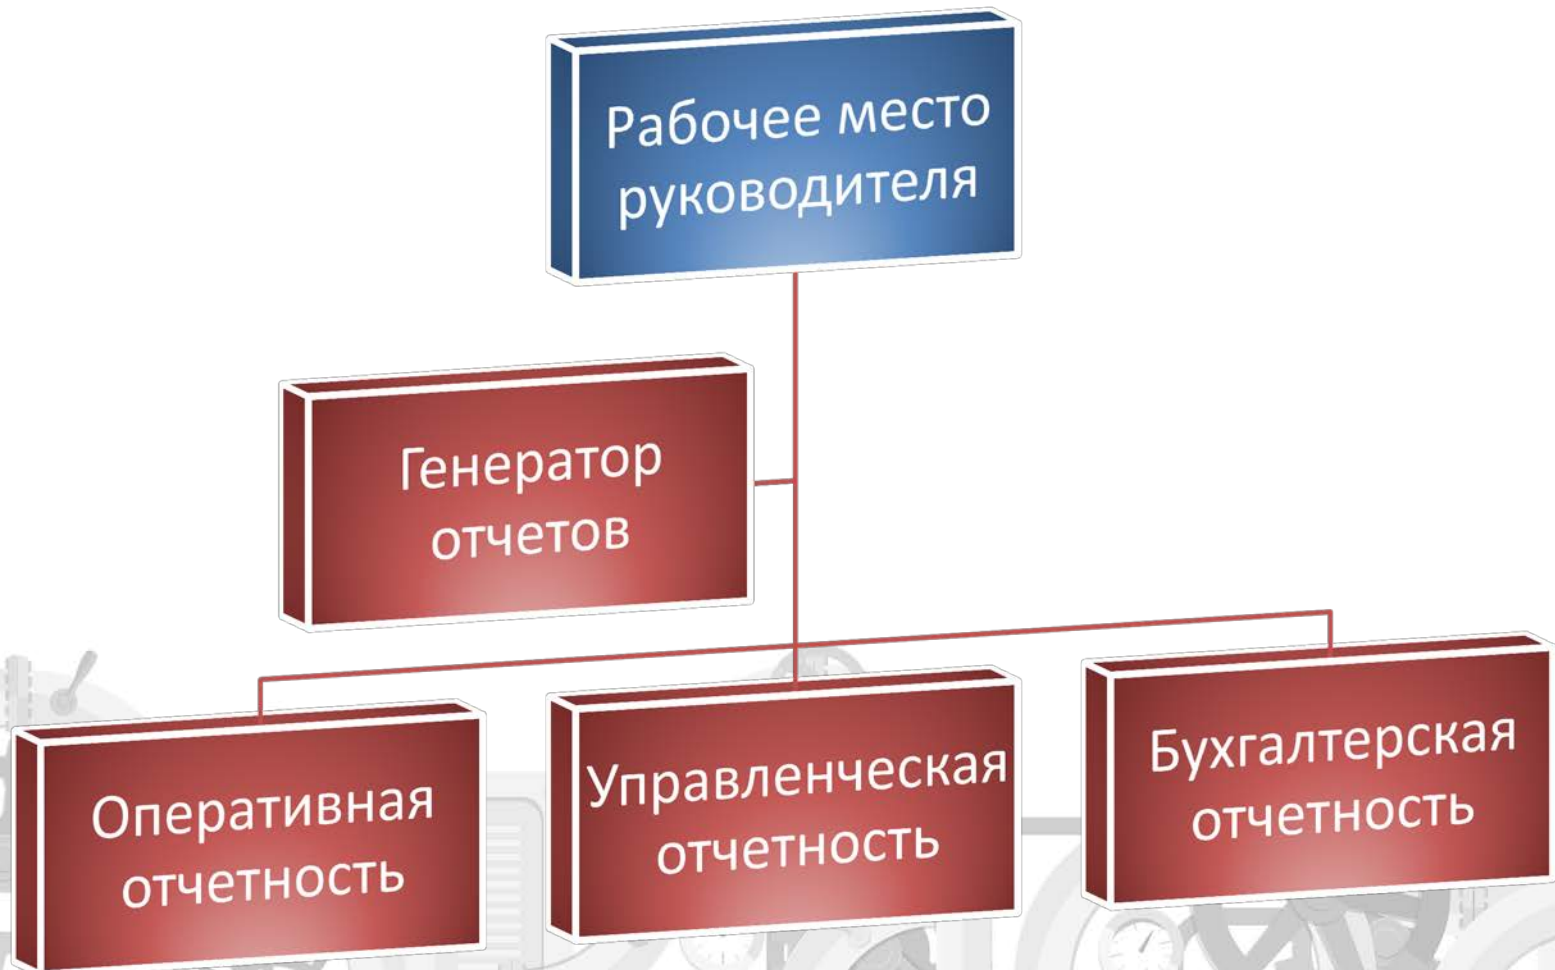 Рабочее место
руководителя
Генератор
отчетов
Оперативная
отчетность
Управленческая
отчетность
Бухгалтерская
отчетность